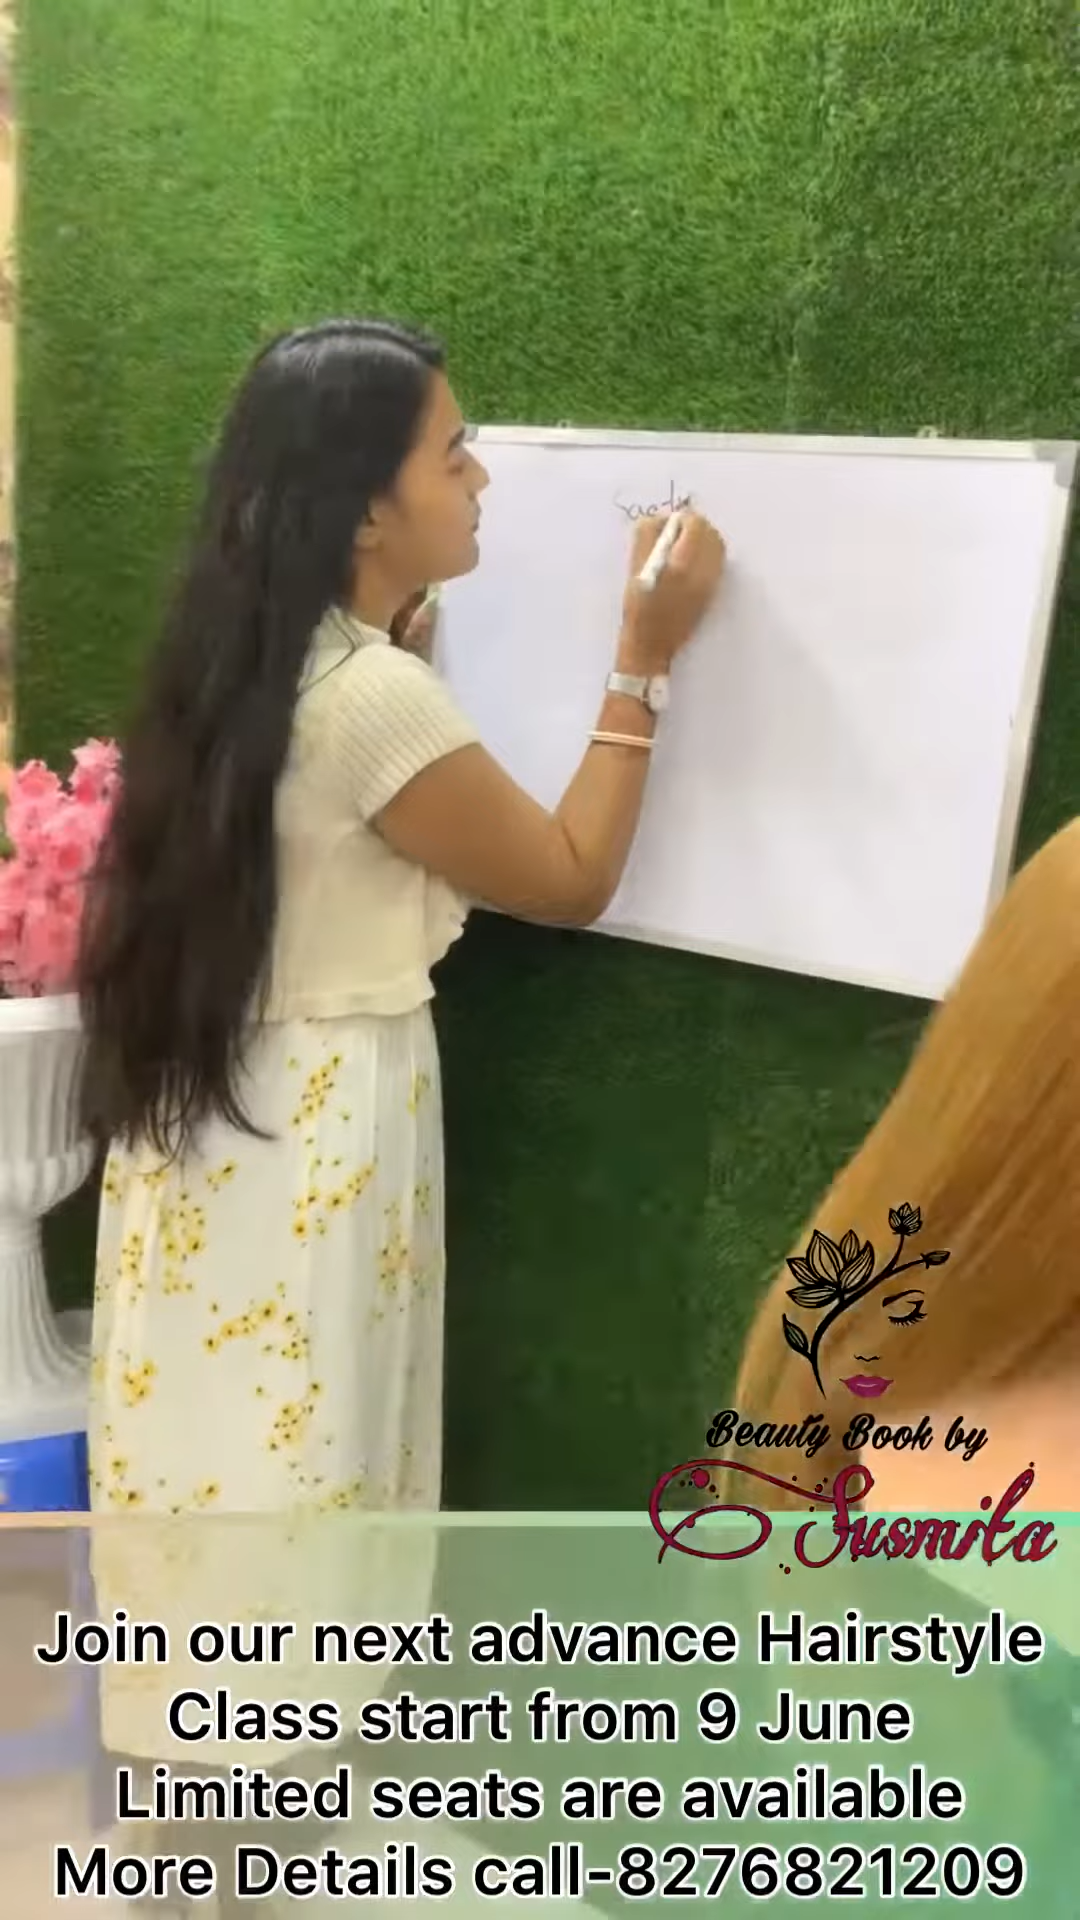 Beauty Book by
Susmita
Join our next advance Hairstyle
Class start from 9 June
Limited seats are available
More Details call-8276821209